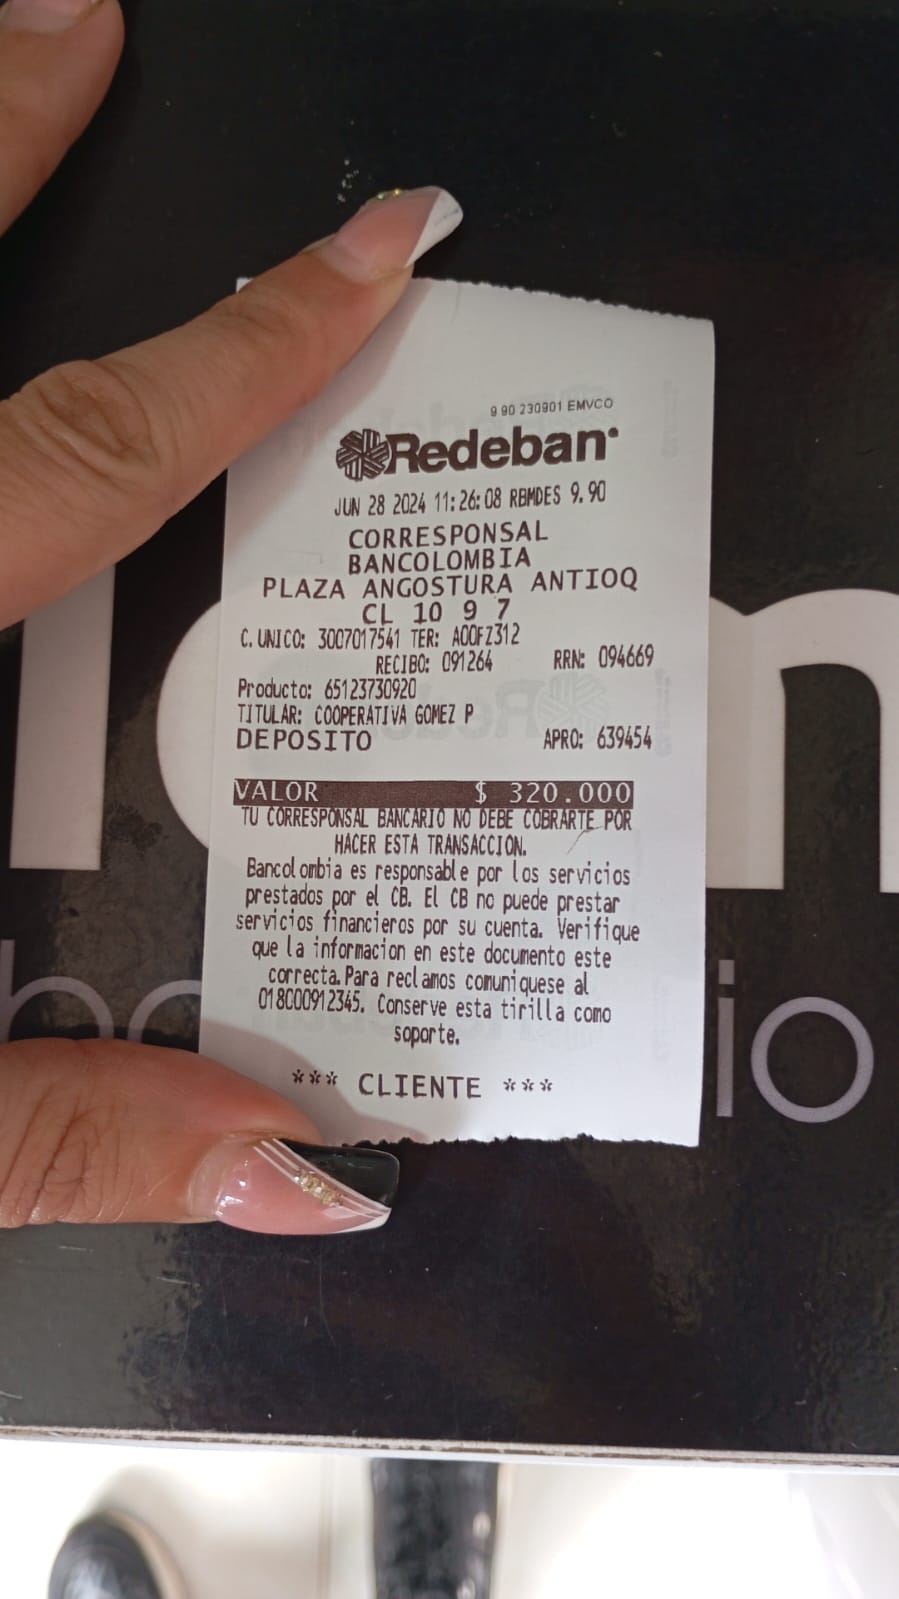 9 90 230901 EMVCO
Redeban
JUN 28 2024 11:26:08 RBMDES 9.90
CORRESPONSAL
BANCOLOMBIA
PLAZA ANGOSTURA ANTIOQ
CL 10 9 7
C. UNICO: 3007017541 TER: A00FZ312
RECIBO: 091264 RRN: 094669
Producto: 65123730920
TITULAR: COOPERATIVA GOMEZ P
DEPOSITO APRO: 639454
VALOR $ 320.000
TU CORRESPONSAL BANCARIO NO DEBE COBRARTE POR
HACER ESTA TRANSACCION.
Bancolombia es responsable por los servicios
prestados por el CB. El CB no puede prestar
servicios financieros por su cuenta. Verifique
que la informacion en este documento este
correcta.Para reclamos comuniquese al
018000912345. Conserve esta tirilla como
soporte.
*** CLIENTE ***